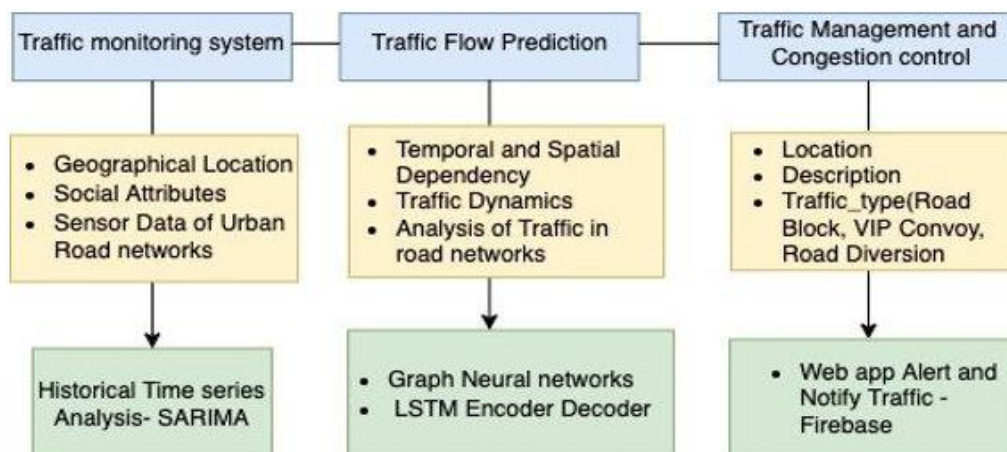 Traffic monitoring system
Traffic Flow Prediction
Traffic Management and
Congestion control
• Geographical Location
• Social Attributes
• Sensor Data of Urban
Road networks
• Temporal and Spatial
Dependency
• Traffic Dynamics
• Analysis of Traffic in
road networks
• Location
• Description
• Traffic_type(Road
Block, VIP Convoy,
Road Diversion
Historical Time series
Analysis- SARIMA
• Graph Neural networks
• LSTM Encoder Decoder
• Web app Alert and
Notify Traffic -
Firebase